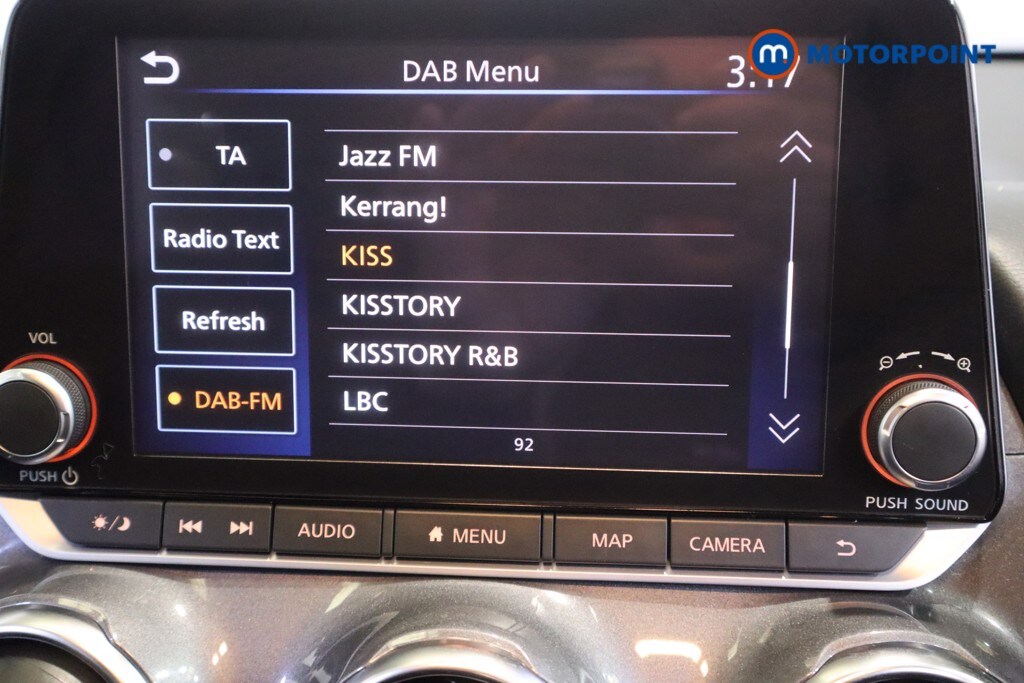 DAB Menu
3:17
MOTORPOINT
TA
Radio Text
Refresh
DAB-FM
Jazz FM
Kerrang!
KISS
KISSTORY
KISSTORY R&B
LBC
92
VOL
PUSH
PUSH SOUND
AUDIO
MENU
MAP
CAMERA